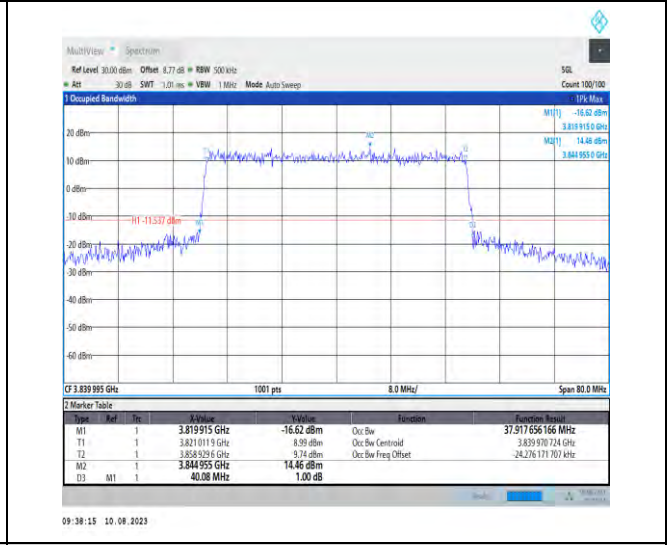 MultiView Spectrum
Ref Level 30.00 dBm Offset 8.77 dB RBW 500 kHz SGL
Att 30 dB SWT 1.01 ms VBW 1 MHz Mode Auto Sweep Count 100/100
1 Occupied Bandwidth 1Pk Max
M1[1] -16.62 dBm
3.819 915 0 GHz
M2[1] 14.46 dBm
3.844 955 0 GHz
20 dBm
M2
10 dBm
0 dBm
-10 dBm
H1 -11.537 dBm
-20 dBm
-30 dBm
-40 dBm
-50 dBm
-60 dBm
CF 3.839 995 GHz 1001 pts 8.0 MHz/ Span 80.0 MHz
2 Marker Table
Type Ref Trc X-Value Y-Value Function Function Result
M1 1 3.819 915 GHz -16.62 dBm Occ Bw 37.917 656 166 MHz
T1 1 3.821 011 9 GHz 8.99 dBm Occ Bw Centroid 3.839 970 724 GHz
T2 1 3.858 929 6 GHz 9.74 dBm Occ Bw Freq Offset -24.276 171 707 kHz
M2 1 3.844 955 GHz 14.46 dBm
D3 M1 1 40.08 MHz 1.00 dB
09:38:15 10.08.2023